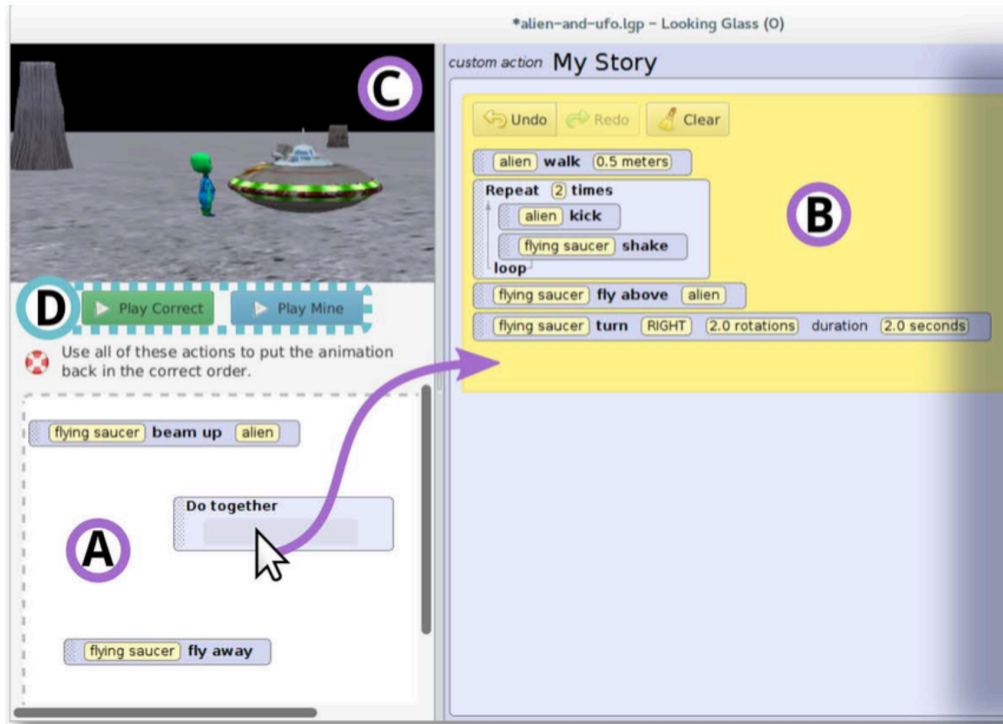 *alien-and-ufo.lgp – Looking Glass (O)
C
custom action My Story
Undo Redo Clear
alien walk 0.5 meters
Repeat 2 times
alien kick
flying saucer shake
loop
B
flying saucer fly above alien
flying saucer turn RIGHT 2.0 rotations duration 2.0 seconds
D Play Correct Play Mine
Use all of these actions to put the animation
back in the correct order.
flying saucer beam up alien
Do together
A
flying saucer fly away